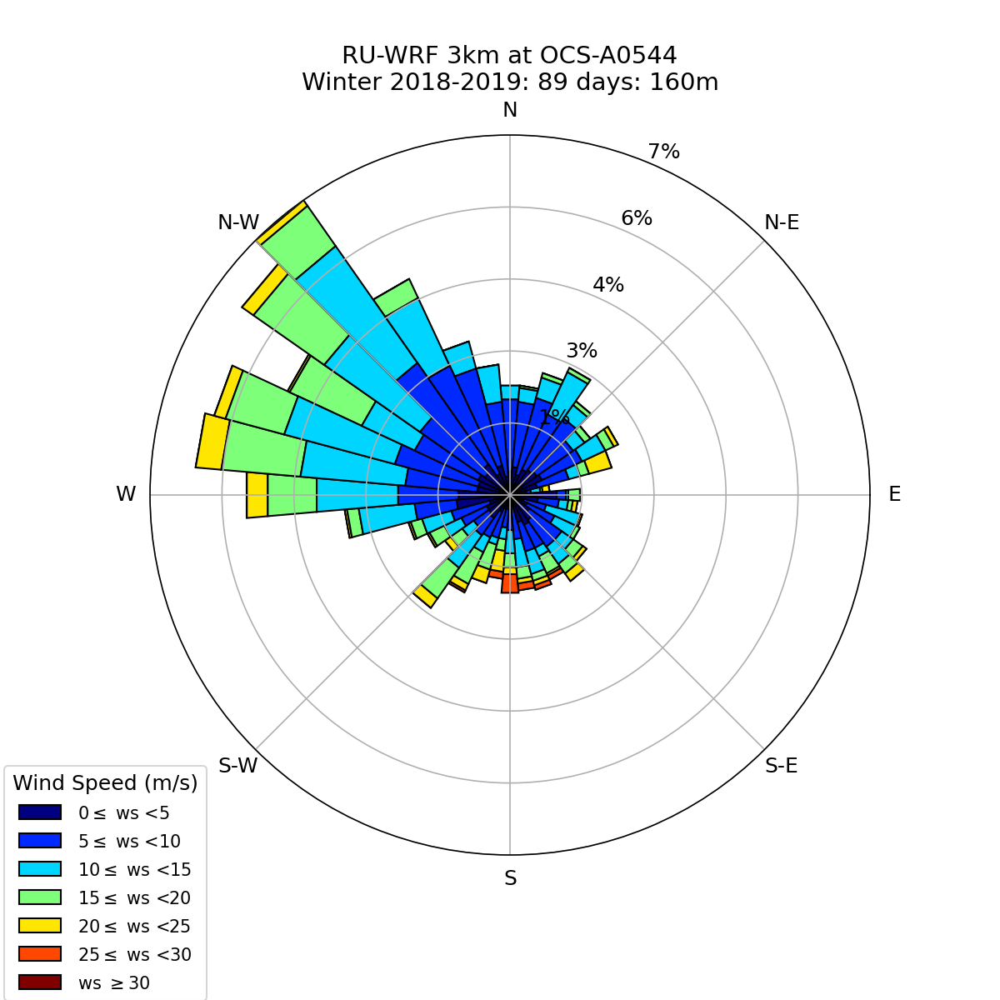 RU-WRF 3km at OCS-A0544
Winter 2018-2019: 89 days: 160m
N
7%
N-W
6%
N-E
4%
3%
1%
W
E
S-W
S-E
S
Wind Speed (m/s)
0≤ ws <5
5≤ ws <10
10≤ ws <15
15≤ ws <20
20≤ ws <25
25≤ ws <30
ws ≥30